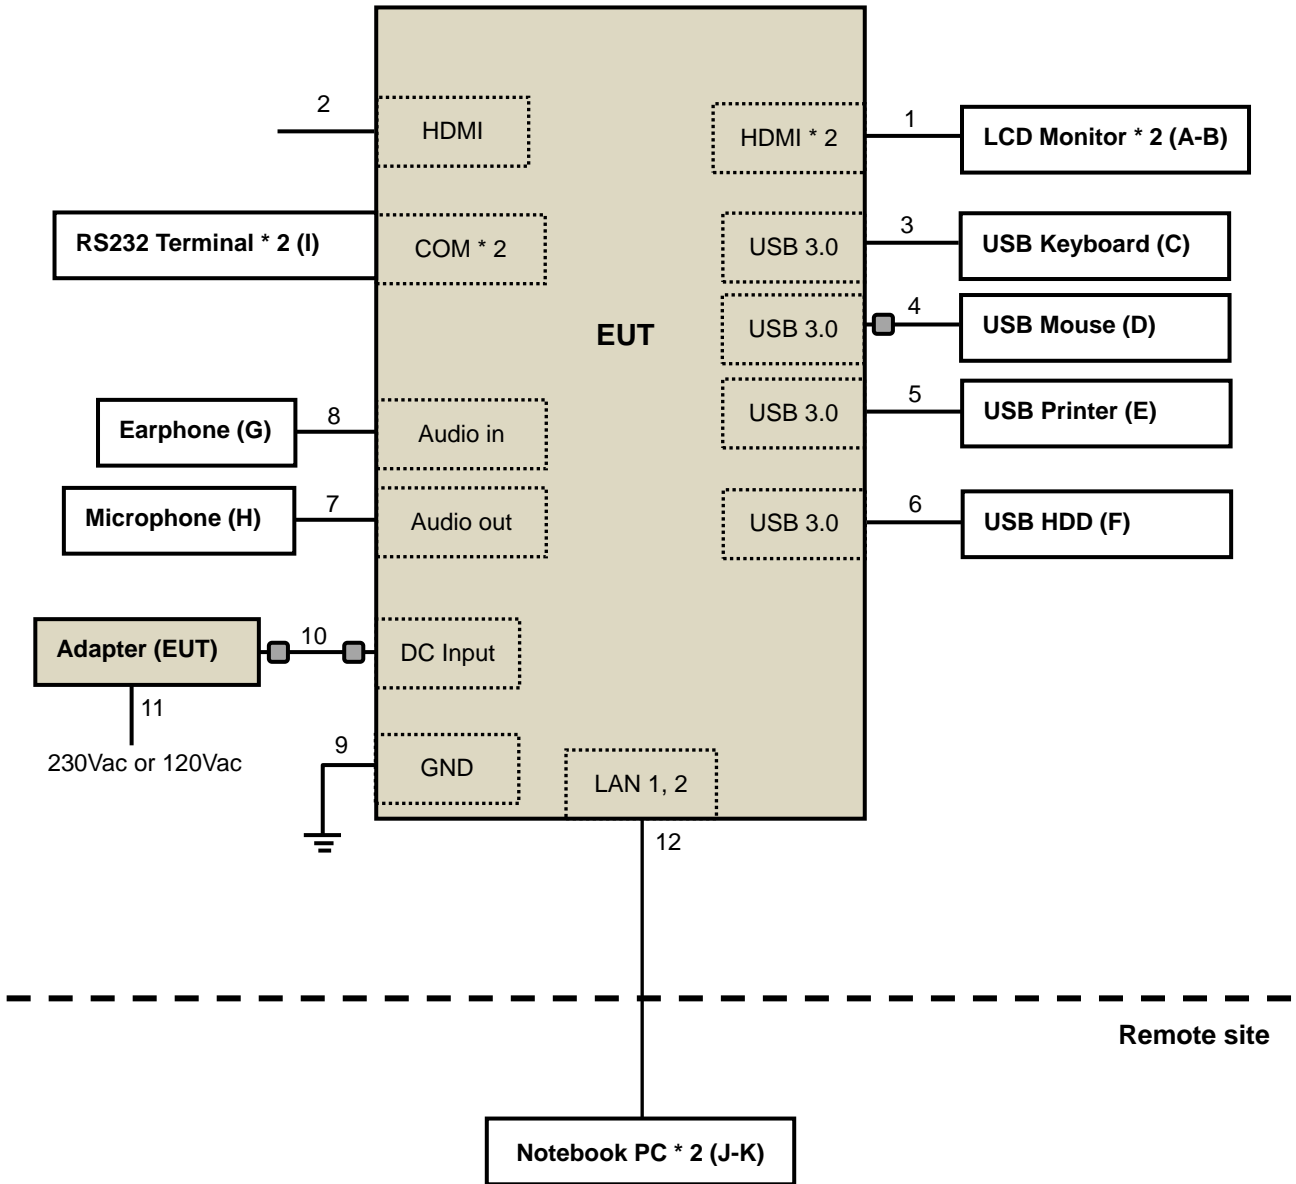 2
HDMI
HDMI * 2
1
LCD Monitor * 2 (A-B)
RS232 Terminal * 2 (I)
COM * 2
USB 3.0
3
USB Keyboard (C)
EUT
USB 3.0
4
USB Mouse (D)
Earphone (G)
8
Audio in
USB 3.0
5
USB Printer (E)
Microphone (H)
7
Audio out
USB 3.0
6
USB HDD (F)
Adapter (EUT)
10
DC Input
11
230Vac or 120Vac
9
GND
LAN 1, 2
12
Remote site
Notebook PC * 2 (J-K)